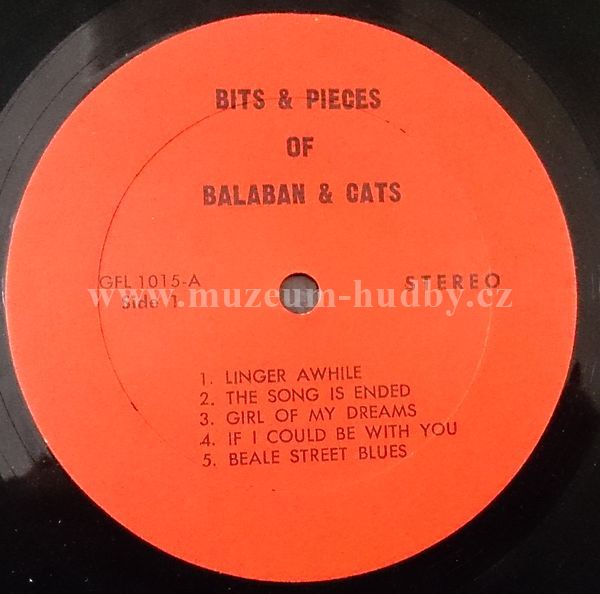 BITS & PIECES
OF
BALABAN & CATS
GFL 1015-A
Side 1
STEREO
www.muzeum-hudby.cz
1. LINGER AWHILE
2. THE SONG IS ENDED
3. GIRL OF MY DREAMS
4. IF I COULD BE WITH YOU
5. BEALE STREET BLUES